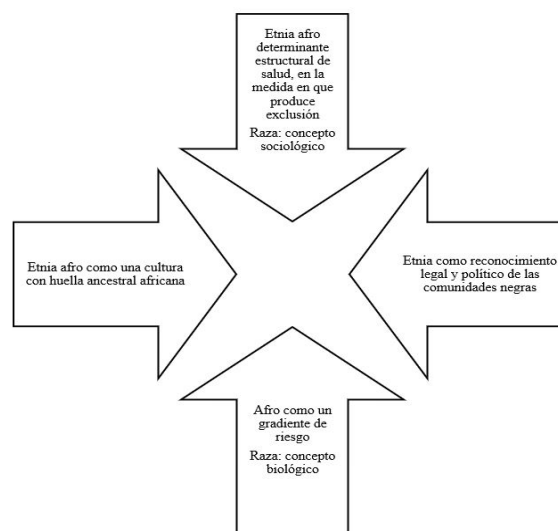 Etnia afro
determinante
estructural de
salud, en la
medida en que
produce
exclusión
Raza: concepto
sociológico
Etnia afro como una cultura
con huella ancestral africana
Etnia como reconocimiento
legal y político de las
comunidades negras
Afro como un
gradiente de
riesgo
Raza: concepto
biológico